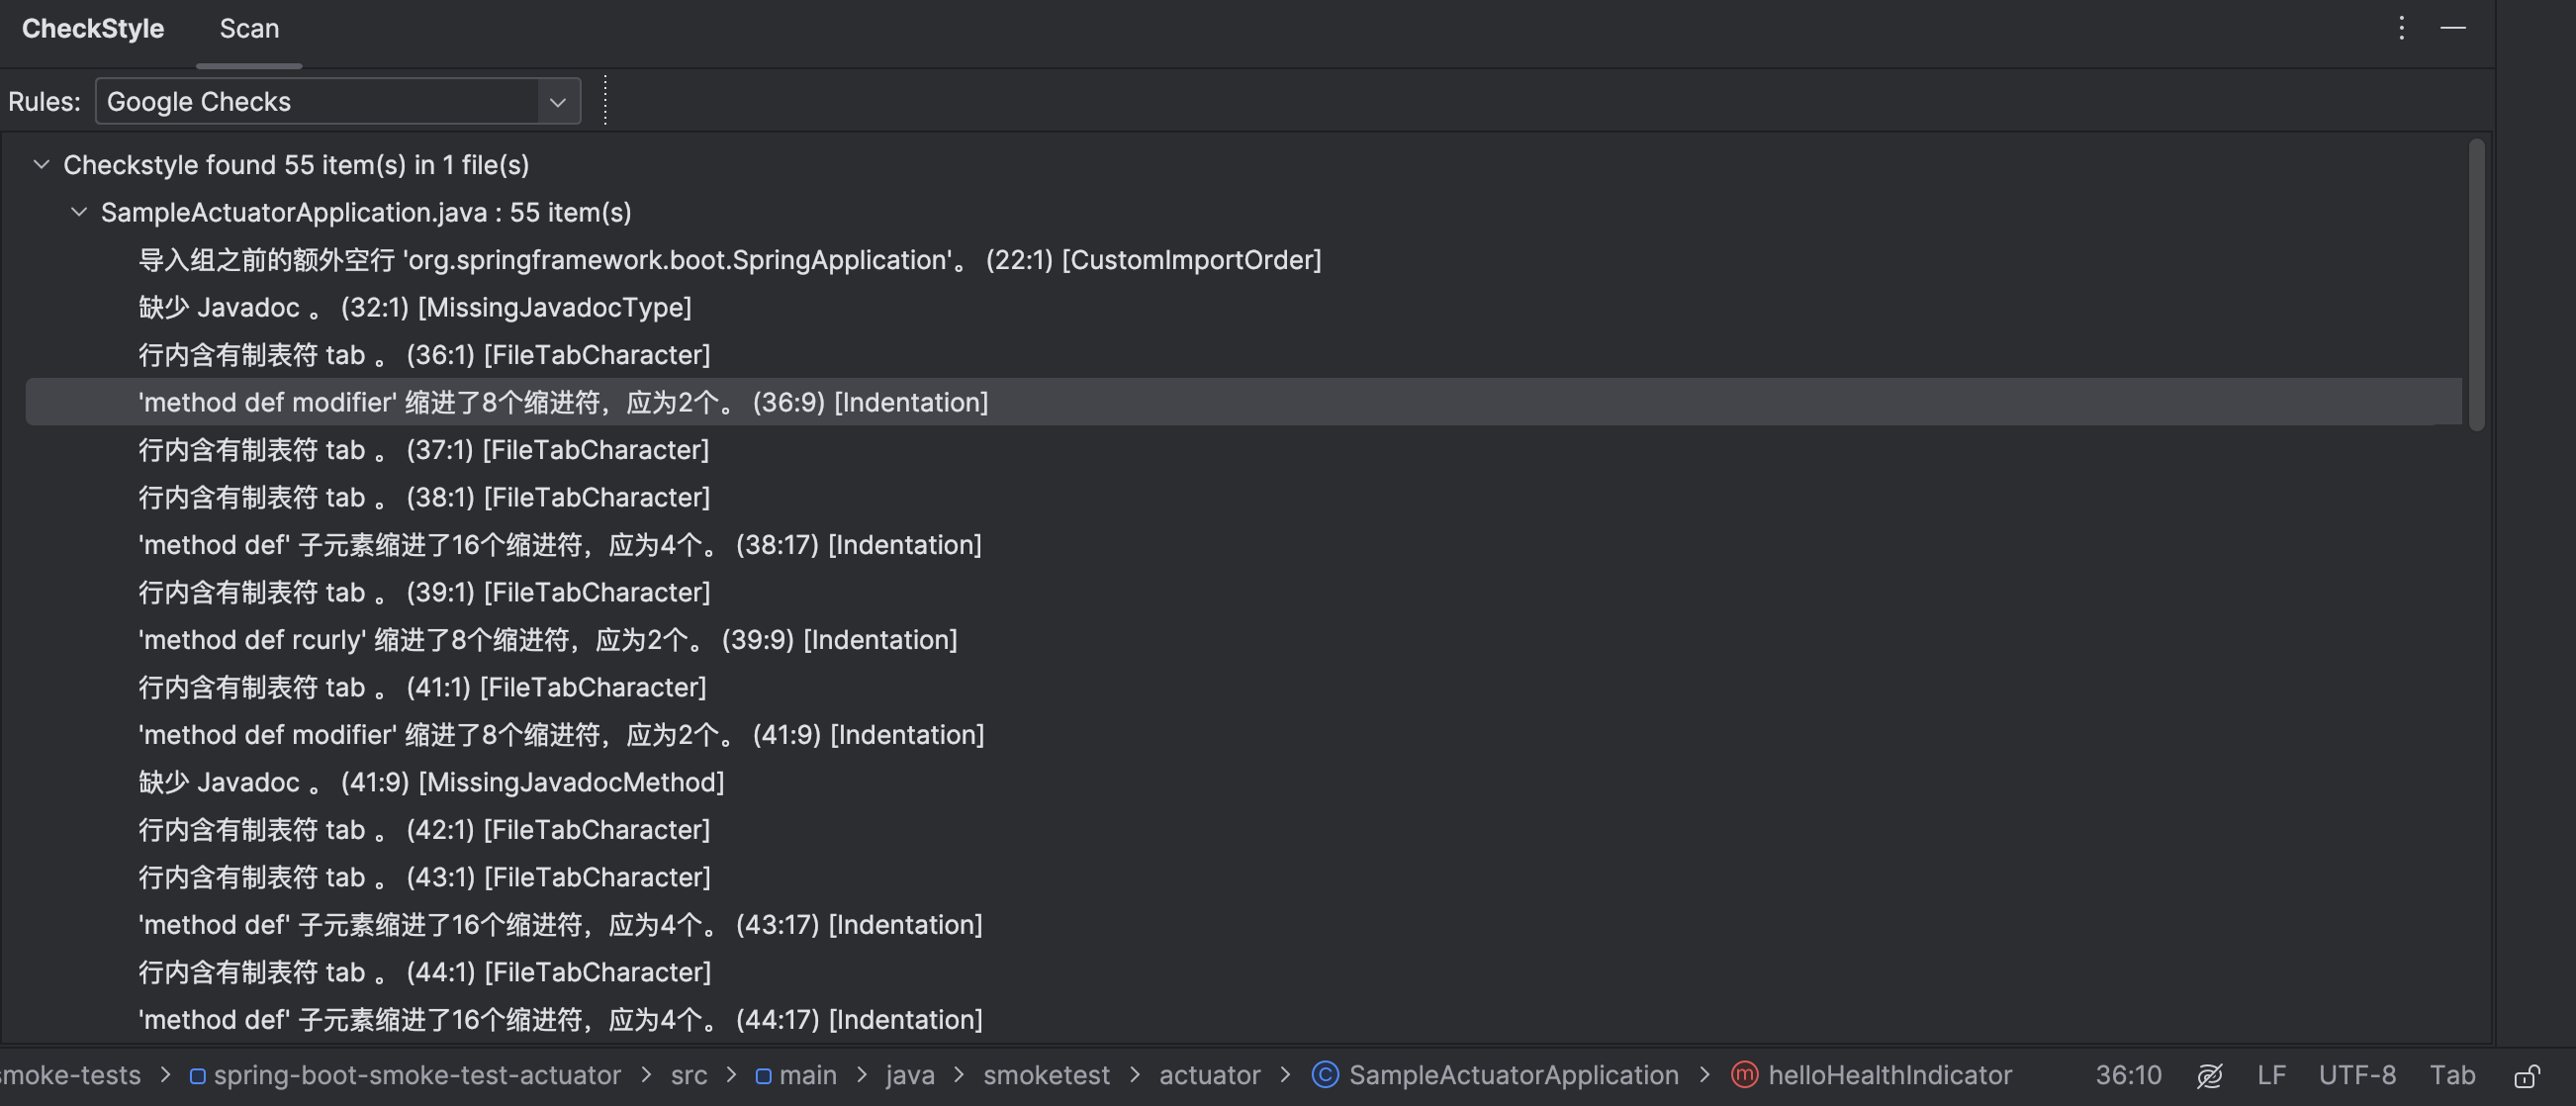 CheckStyle Scan
Rules: Google Checks
Checkstyle found 55 item(s) in 1 file(s)
SampleActuatorApplication.java : 55 item(s)
导入组之前的额外空行 'org.springframework.boot.SpringApplication'。 (22:1) [CustomImportOrder]
缺少 Javadoc 。 (32:1) [MissingJavadocType]
行内含有制表符 tab 。 (36:1) [FileTabCharacter]
'method def modifier' 缩进了8个缩进符，应为2个。 (36:9) [Indentation]
行内含有制表符 tab 。 (37:1) [FileTabCharacter]
行内含有制表符 tab 。 (38:1) [FileTabCharacter]
'method def' 子元素缩进了16个缩进符，应为4个。 (38:17) [Indentation]
行内含有制表符 tab 。 (39:1) [FileTabCharacter]
'method def rcurly' 缩进了8个缩进符，应为2个。 (39:9) [Indentation]
行内含有制表符 tab 。 (41:1) [FileTabCharacter]
'method def modifier' 缩进了8个缩进符，应为2个。 (41:9) [Indentation]
缺少 Javadoc 。 (41:9) [MissingJavadocMethod]
行内含有制表符 tab 。 (42:1) [FileTabCharacter]
行内含有制表符 tab 。 (43:1) [FileTabCharacter]
'method def' 子元素缩进了16个缩进符，应为4个。 (43:17) [Indentation]
行内含有制表符 tab 。 (44:1) [FileTabCharacter]
'method def' 子元素缩进了16个缩进符，应为4个。 (44:17) [Indentation]
smoke-tests > spring-boot-smoke-test-actuator > src > main > java > smoketest > actuator > SampleActuatorApplication > helloHealthIndicator 36:10 LF UTF-8 Tab